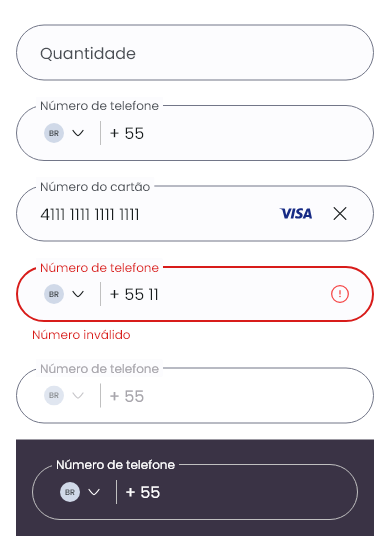 Quantidade
Número de telefone
BR + 55
Número do cartão
4111 1111 1111 1111 VISA
Número de telefone
BR + 55 11 !
Número inválido
Número de telefone
BR + 55
Número de telefone
BR + 55